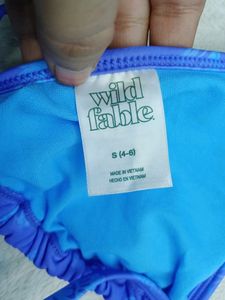 wild
fable.
S (4-6)
MADE IN VIETNAM
HECHO EN VIETNAM